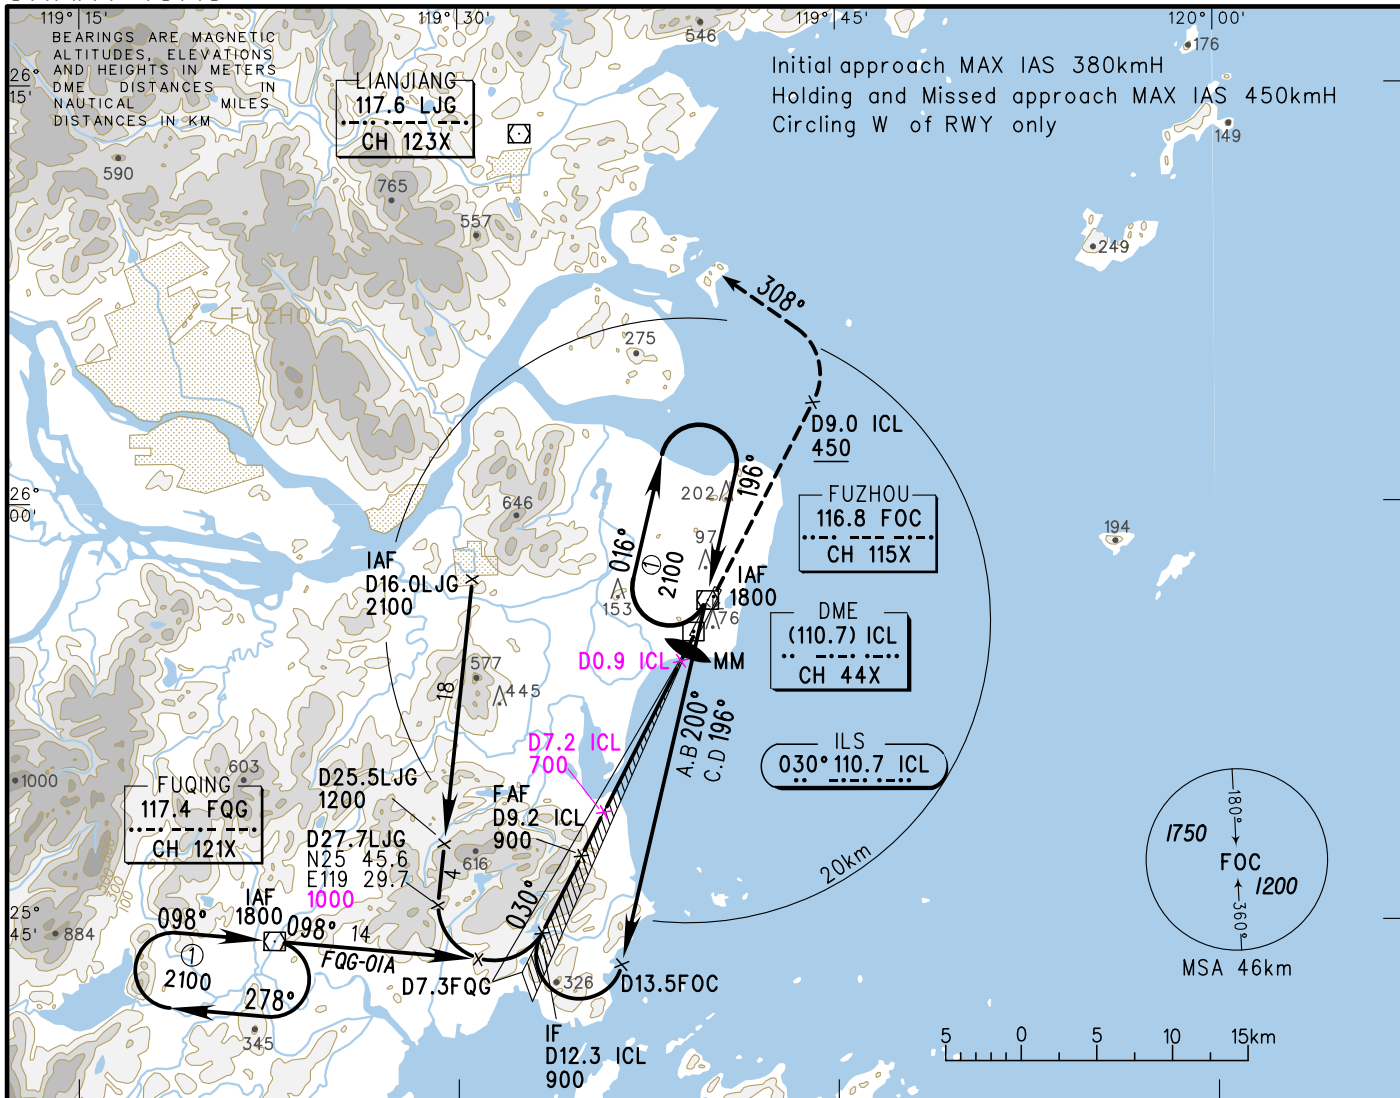 119°15'
119°30'
119°45'
120°00'
BEARINGS ARE MAGNETIC
ALTITUDES, ELEVATIONS
AND HEIGHTS IN METERS
DME DISTANCES IN
NAUTICAL MILES
DISTANCES IN KM
Initial approach MAX IAS 380kmH
Holding and Missed approach MAX IAS 450kmH
Circling W of RWY only
26°
15'
LIANJIANG
117.6 LJG
CH 123X
546
176
149
590
765
557
249
FUZHOU
308°
275
D9.0 ICL
450
26°
00'
646
202
196°
FUZHOU
116.8 FOC
CH 115X
194
97
016°
1
2100
IAF
D16.0LJG
2100
IAF
1800
153
76
DME
(110.7) ICL
CH 44X
D0.9 ICL
MM
577
445
18
A.B 200°
C.D 196°
D7.2 ICL
700
ILS
030° 110.7 ICL
1000
603
FUQING
117.4 FQG
CH 121X
D25.5LJG
1200
FAF
D9.2 ICL
900
D27.7LJG
N25 45.6
E119 29.7
1000
616
4
20km
180°
1750
FOC
1200
360°
MSA 46km
IAF
1800
030°
25°
45'
884
098°
098°
14
FQG-01A
1
2100
278°
D7.3FQG
326
D13.5FOC
345
IF
D12.3 ICL
900
5 0 5 10 15km